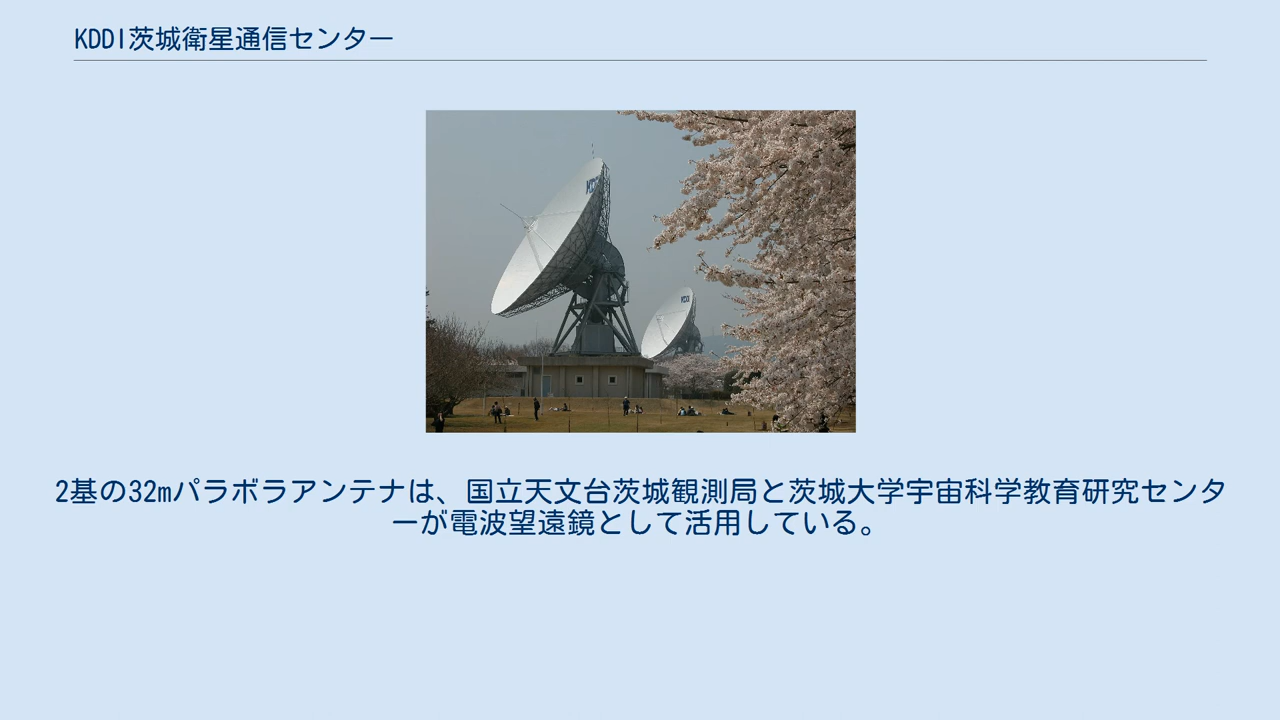 KDDI茨城衛星通信センター
2基の32mパラボラアンテナは、国立天文台茨城観測局と茨城大学宇宙科学教育研究センタ
ーが電波望遠鏡として活用している。